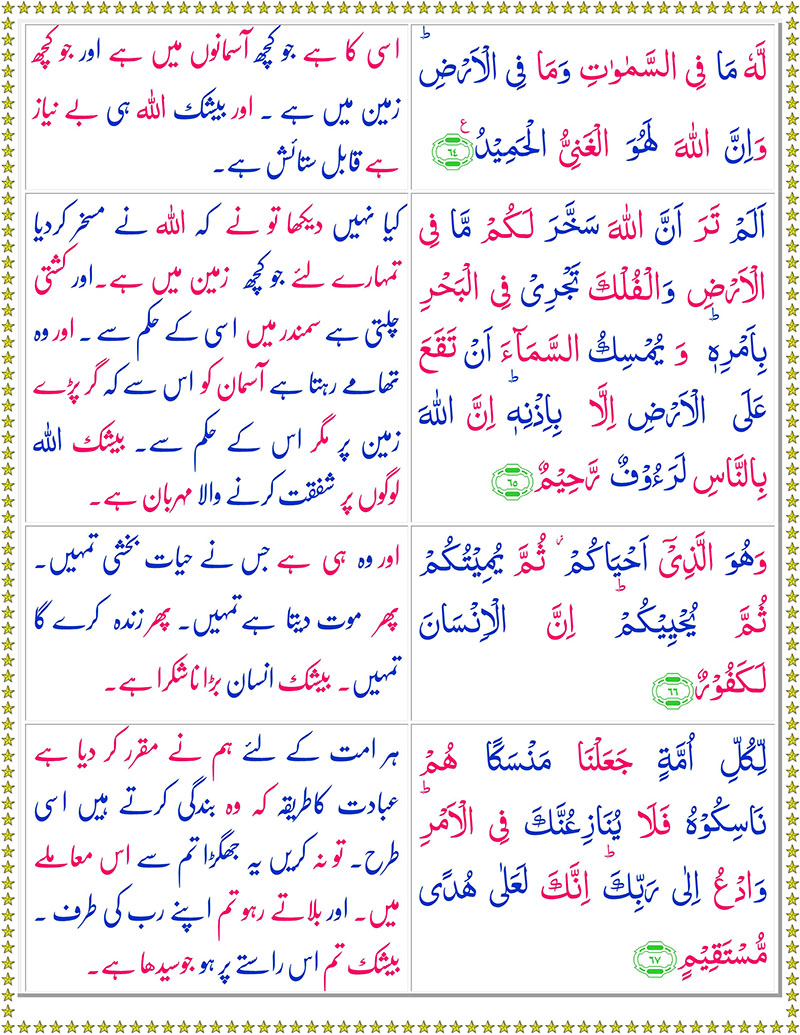 لَّهٗ مَا فِی السَّمٰوٰتِ وَمَا فِی الْاَرْضِ ؕ
وَاِنَّ اللّٰهَ لَهُوَ الْغَنِیُّ الْحَمِیْدُ ﴿٦٤﴾ ع
اسی کا ہے جو کچھ آسمانوں میں ہے اور جو کچھ
زمین میں ہے ۔ اور بیشک اللہ ہی بے نیاز
ہے قابل ستائش ہے۔
اَلَمْ تَرَ اَنَّ اللّٰهَ سَخَّرَ لَكُمْ مَّا فِی
الْاَرْضِ وَالْفُلْكَ تَجْرِیْ فِی الْبَحْرِ
بِاَمْرِهٖ ؕ وَ یُمْسِكُ السَّمَآءَ اَنْ تَقَعَ
عَلَی الْاَرْضِ اِلَّا بِاِذْنِهٖ ؕ اِنَّ اللّٰهَ
بِالنَّاسِ لَرَءُوْفٌ رَّحِیْمٌ ﴿٦٥﴾
کیا نہیں دیکھا تو نے کہ اللہ نے مسخر کردیا
تمہارے لئے جو کچھ زمین میں ہے۔اور کشتی
چلتی ہے سمندر میں اسی کے حکم سے ۔ اور وہ
تھامے رہتا ہے آسمان کو اس سے کہ گر پڑے
زمین پر مگر اس کے حکم سے۔ بیشک اللہ
لوگوں پر شفقت کرنے والا مہربان ہے۔
وَهُوَ الَّذِیْۤ اَحْیَاكُمْ ؗ ثُمَّ یُمِیْتُكُمْ
ثُمَّ یُحْیِیْكُمْ ؕ اِنَّ الْاِنْسَانَ
لَكَفُوْرٌ ﴿٦٦﴾
اور وہ ہی ہے جس نے حیات بخشی تمہیں۔
پھر موت دیتا ہے تمہیں۔ پھر زندہ کرے گا
تمہیں۔ بیشک انسان بڑا ناشکرا ہے۔
لِّكُلِّ اُمَّةٍ جَعَلْنَا مَنْسَكًا هُمْ
نَاسِكُوْهُ فَلَا یُنَازِعُنَّكَ فِی الْاَمْرِ ؕ
وَادْعُ اِلٰی رَبِّكَ ؕ اِنَّكَ لَعَلٰی هُدًی
مُّسْتَقِیْمٍ ﴿٦٧﴾
ہر امت کے لئے ہم نے مقرر کر دیا ہے
عبادت کاطریقہ کہ وہ بندگی کرتے ہیں اسی
طرح۔ تو نہ کریں یہ جھگڑا تم سے اس معاملے
میں۔ اور بلاتے رہو تم اپنے رب کی طرف ۔
بیشک تم اس راستے پر ہو جوسیدھا ہے۔